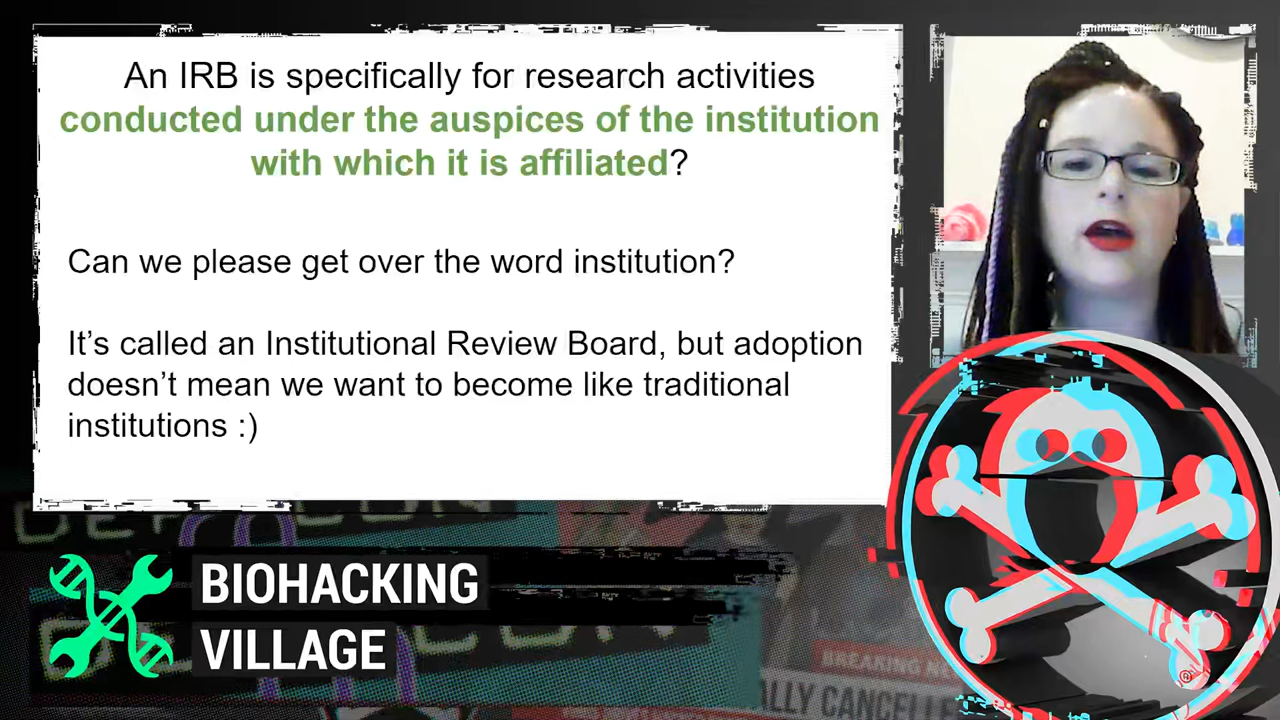 An IRB is specifically for research activities
conducted under the auspices of the institution
with which it is affiliated?
Can we please get over the word institution?
It’s called an Institutional Review Board, but adoption
doesn’t mean we want to become like traditional
institutions :)
BIOHACKING
VILLAGE
BREAKING NE
ALLY CANCELLE
®